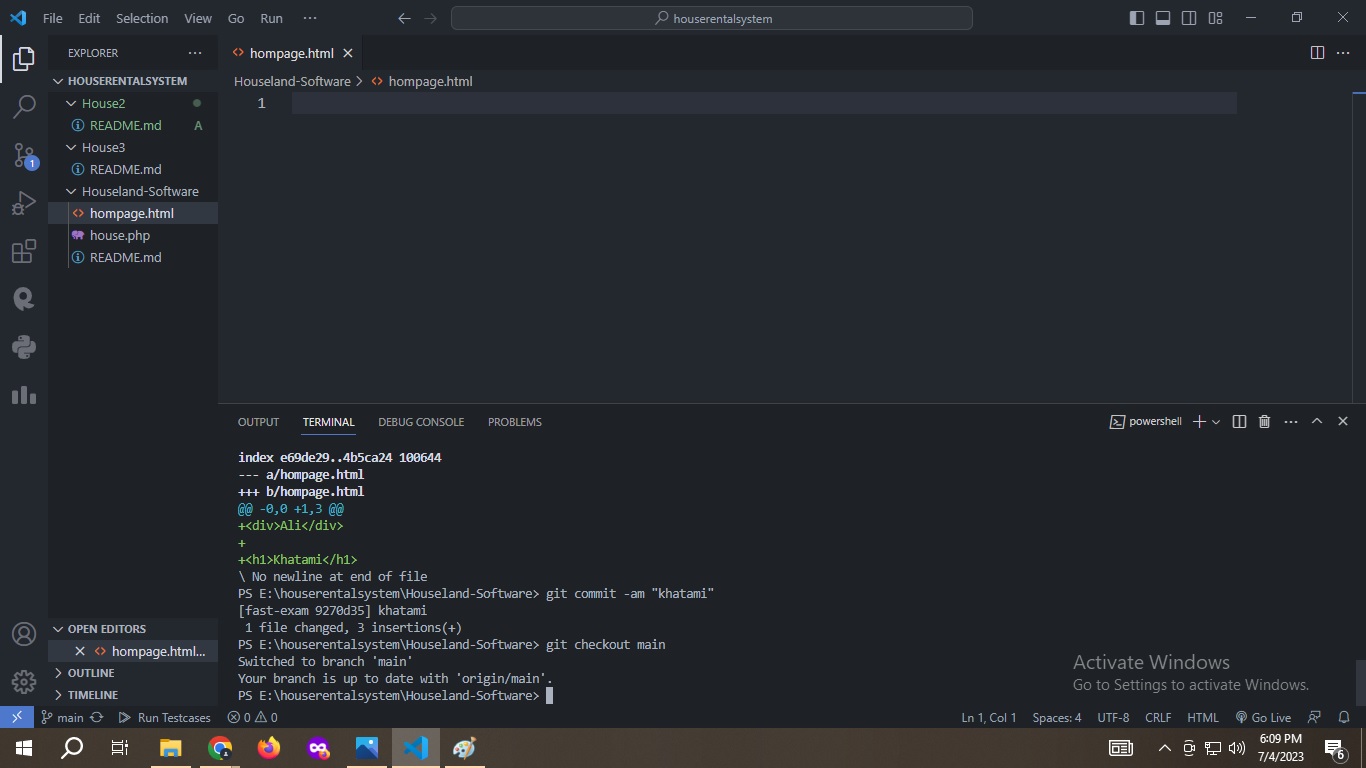 File Edit Selection View Go Run ··· houserentalsystem
EXPLORER ···
HOUSERENTALSYSTEM
House2
README.md A
House3
README.md
Houseland-Software
hompage.html
house.php
README.md
1
OPEN EDITORS
hompage.html...
OUTLINE
TIMELINE
hompage.html
Houseland-Software > hompage.html
1
OUTPUT TERMINAL DEBUG CONSOLE PROBLEMS powershell
index e69de29..4b5ca24 100644
--- a/hompage.html
+++ b/hompage.html
@@ -0,0 +1,3 @@
+<div>Ali</div>
+
+<h1>Khatami</h1>
\ No newline at end of file
PS E:\houserentalsystem\Houseland-Software> git commit -am "khatami"
[fast-exam 9270d35] khatami
1 file changed, 3 insertions(+)
PS E:\houserentalsystem\Houseland-Software> git checkout main
Switched to branch 'main'
Your branch is up to date with 'origin/main'.
PS E:\houserentalsystem\Houseland-Software>
Activate Windows
Go to Settings to activate Windows.
main Run Testcases 0 0 Ln 1, Col 1 Spaces: 4 UTF-8 CRLF HTML Go Live
6:09 PM
7/4/2023
6